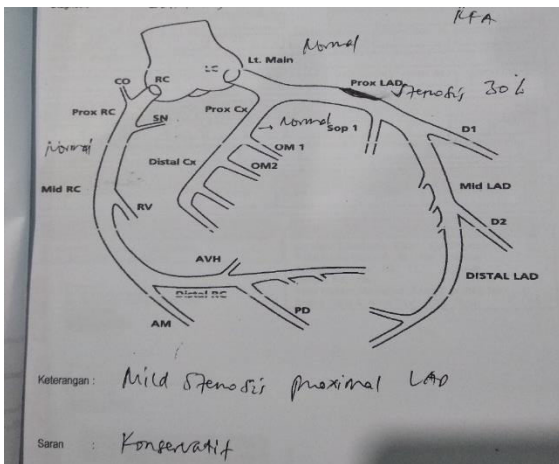 RFA
Normal
Lt. Main
CO
RC
LC
Prox LAD
Stenosis 30%
Prox RC
Prox Cx
SN
Normal
Sop 1
D1
Normal
OM 1
Distal Cx
OM2
Mid RC
Mid LAD
RV
D2
AVH
DISTAL LAD
Distal RC
AM
PD
Keterangan : Mild Stenosis proximal LAD
Saran : Konservatif